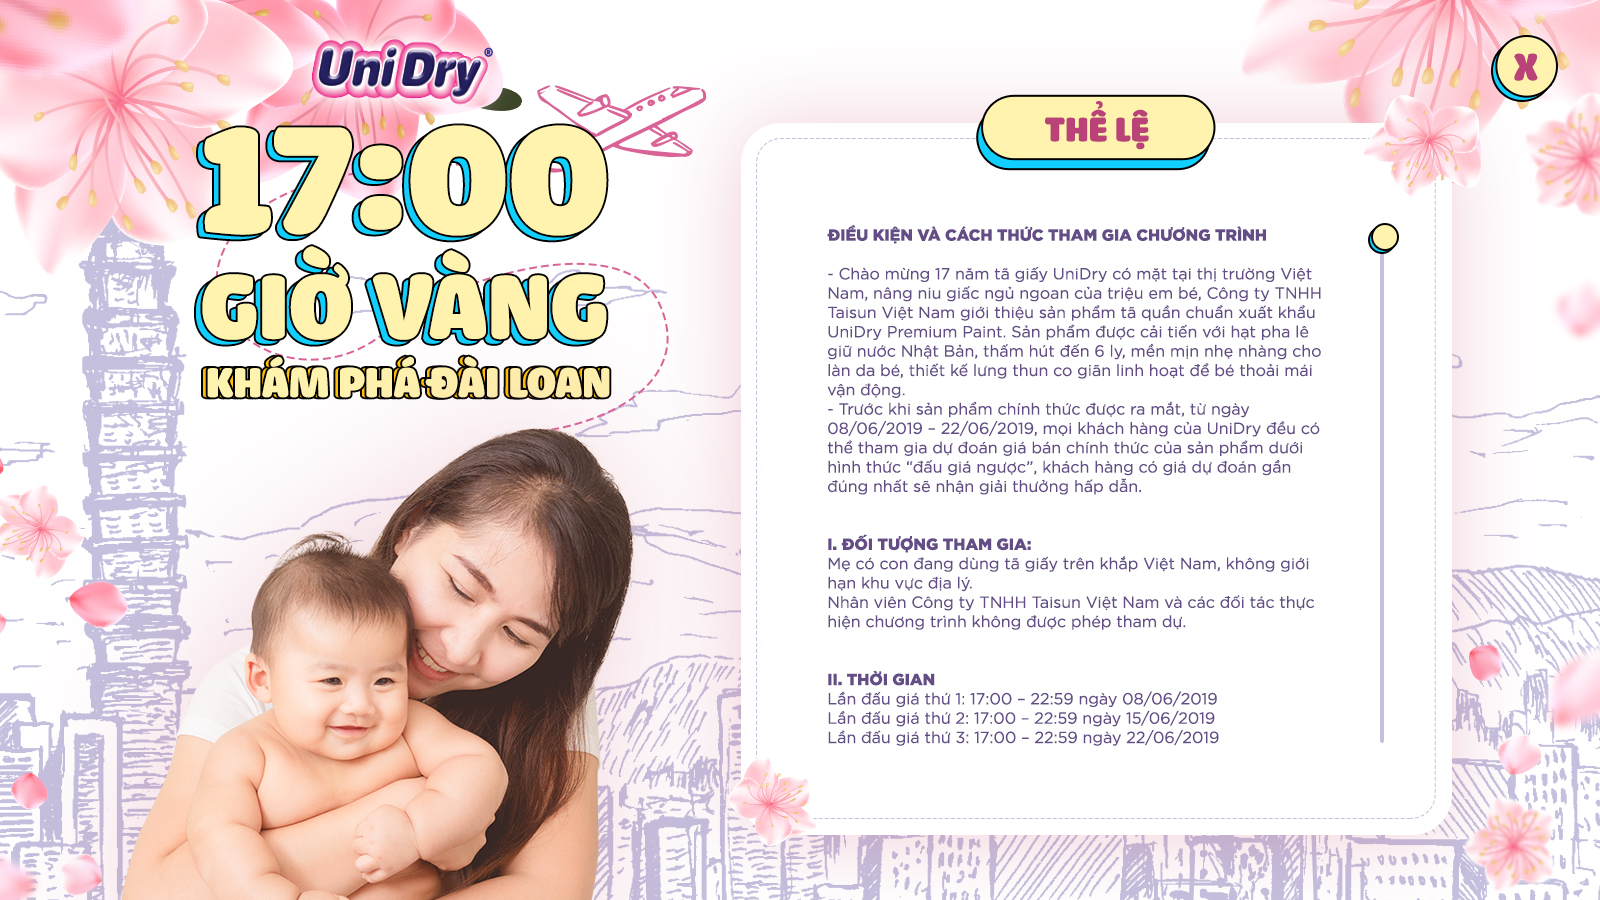 Uni Dry®
17:00
GIỜ VÀNG
KHÁM PHÁ ĐÀI LOAN
X
THỂ LỆ
ĐIỀU KIỆN VÀ CÁCH THỨC THAM GIA CHƯƠNG TRÌNH
- Chào mừng 17 năm tã giấy UniDry có mặt tại thị trường Việt
Nam, nâng niu giấc ngủ ngoan của triệu em bé, Công ty TNHH
Taisun Việt Nam giới thiệu sản phẩm tã quần chuẩn xuất khẩu
UniDry Premium Paint. Sản phẩm được cải tiến với hạt pha lê
giữ nước Nhật Bản, thấm hút đến 6 ly, mền mịn nhẹ nhàng cho
làn da bé, thiết kế lưng thun co giãn linh hoạt để bé thoải mái
vận động.
- Trước khi sản phẩm chính thức được ra mắt, từ ngày
08/06/2019 – 22/06/2019, mọi khách hàng của UniDry đều có
thể tham gia dự đoán giá bán chính thức của sản phẩm dưới
hình thức “đấu giá ngược”, khách hàng có giá dự đoán gần
đúng nhất sẽ nhận giải thưởng hấp dẫn.
I. ĐỐI TƯỢNG THAM GIA:
Mẹ có con đang dùng tã giấy trên khắp Việt Nam, không giới
hạn khu vực địa lý.
Nhân viên Công ty TNHH Taisun Việt Nam và các đối tác thực
hiện chương trình không được phép tham dự.
II. THỜI GIAN
Lần đấu giá thứ 1: 17:00 – 22:59 ngày 08/06/2019
Lần đấu giá thứ 2: 17:00 – 22:59 ngày 15/06/2019
Lần đấu giá thứ 3: 17:00 – 22:59 ngày 22/06/2019